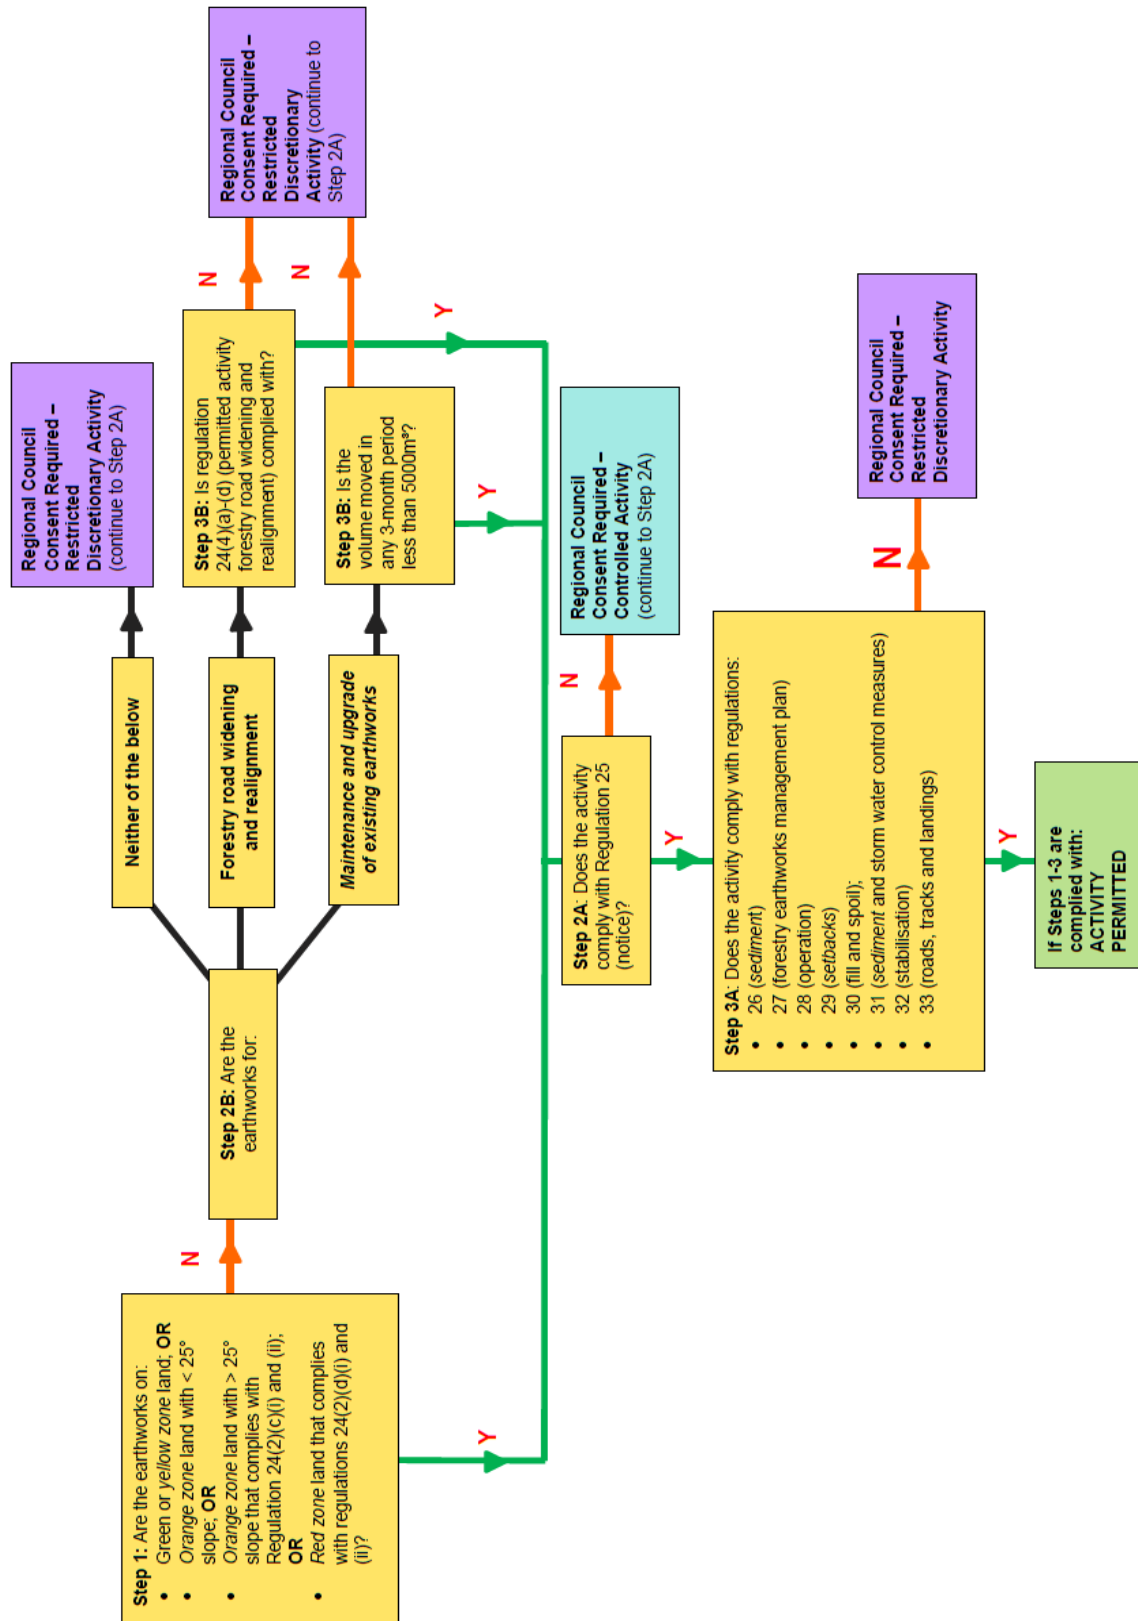 Step 1: Are the earthworks on:
• Green or yellow zone land; OR
• Orange zone land with < 25°
slope; OR
• Orange zone land with > 25°
slope that complies with
Regulation 24(2)(c)(i) and (ii);
OR
• Red zone land that complies
with regulations 24(2)(d)(i) and
(ii)?
N
Y
Step 2B: Are the
earthworks for:
Neither of the below
Forestry road widening
and realignment
Maintenance and upgrade
of existing earthworks
Regional Council
Consent Required –
Restricted
Discretionary Activity
(continue to Step 2A)
Step 3B: Is regulation
24(4)(a)-(d) (permitted activity
forestry road widening and
realignment) complied with?
N
Y
Step 3B: Is the
volume moved in
any 3-month period
less than 5000m³?
N
Y
Regional Council
Consent Required –
Restricted
Discretionary
Activity (continue to
Step 2A)
Step 2A: Does the activity
comply with Regulation 25
(notice)?
N
Y
Regional Council
Consent Required –
Controlled Activity
(continue to Step 2A)
Step 3A: Does the activity comply with regulations:
• 26 (sediment)
• 27 (forestry earthworks management plan)
• 28 (operation)
• 29 (setbacks)
• 30 (fill and spoil);
• 31 (sediment and storm water control measures)
• 32 (stabilisation)
• 33 (roads, tracks and landings)
N
Y
Regional Council
Consent Required –
Restricted
Discretionary Activity
If Steps 1-3 are
complied with:
ACTIVITY
PERMITTED